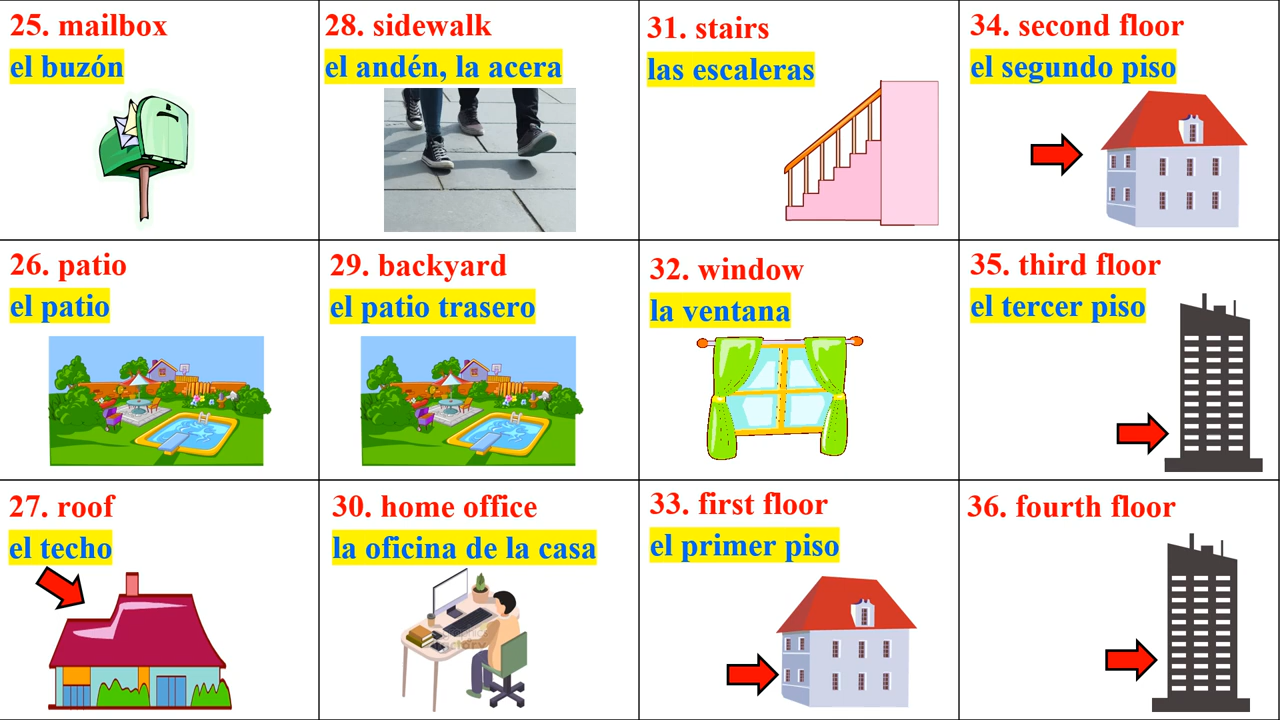 25. mailbox
el buzón
26. patio
el patio
27. roof
el techo
28. sidewalk
el andén, la acera
29. backyard
el patio trasero
30. home office
la oficina de la casa
31. stairs
las escaleras
32. window
la ventana
33. first floor
el primer piso
34. second floor
el segundo piso
35. third floor
el tercer piso
36. fourth floor